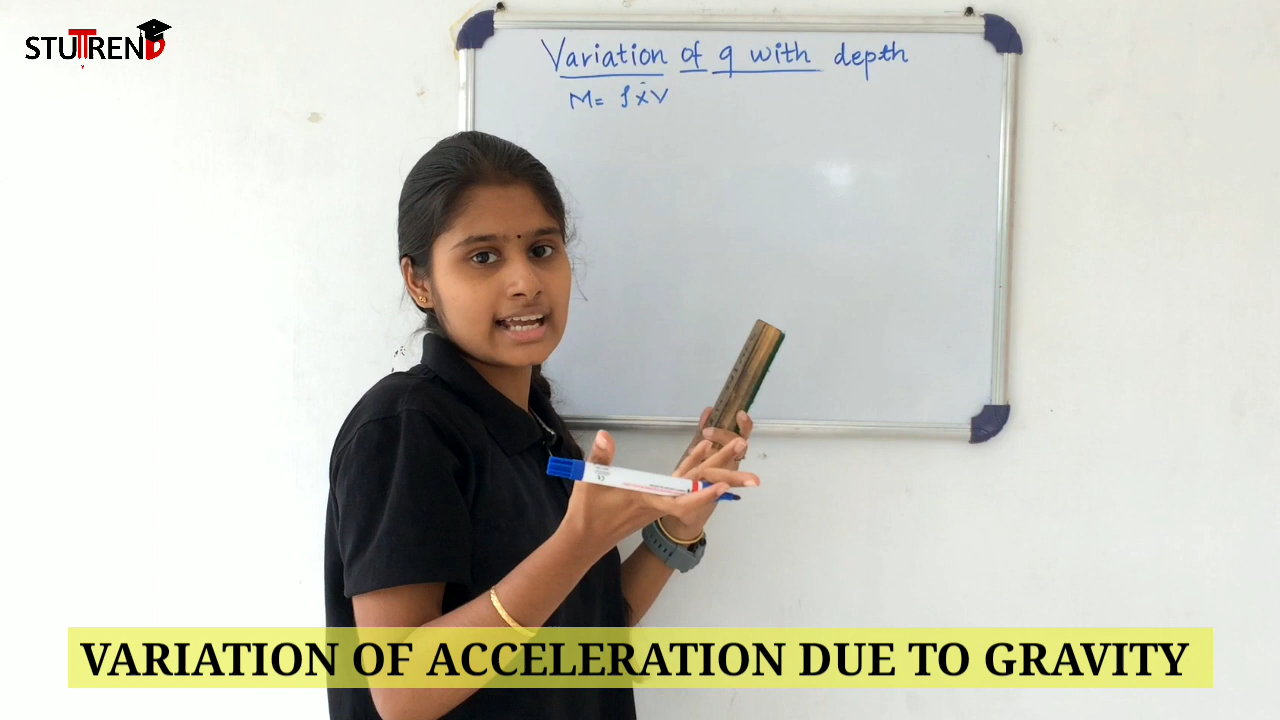 STUTREND
Variation of g with depth
M= ρ×V
VARIATION OF ACCELERATION DUE TO GRAVITY